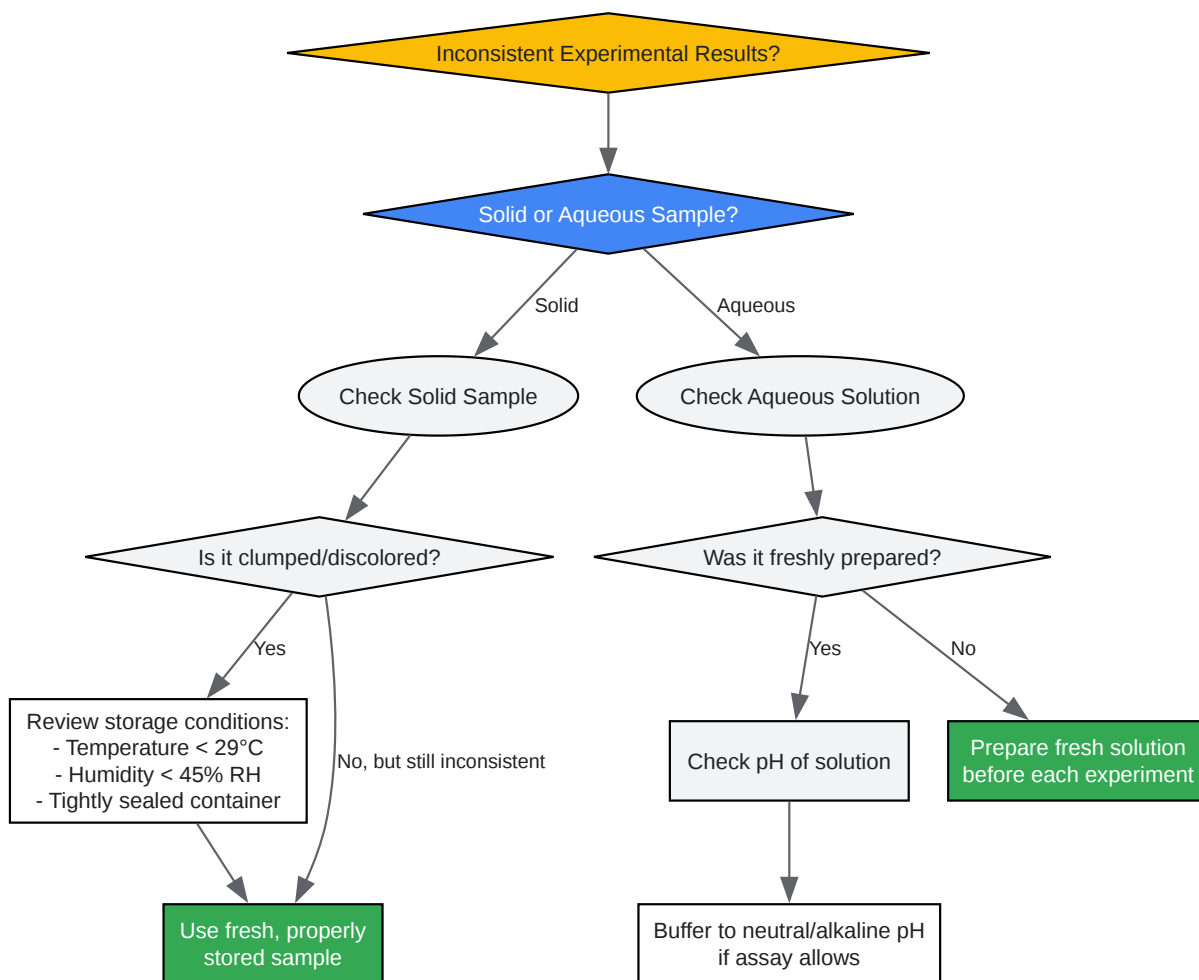 Inconsistent Experimental Results?
Solid or Aqueous Sample?
Solid
Aqueous
Check Solid Sample
Check Aqueous Solution
Is it clumped/discolored?
Was it freshly prepared?
Yes
No, but still inconsistent
Yes
No
Review storage conditions:
- Temperature < 29°C
- Humidity < 45% RH
- Tightly sealed container
Check pH of solution
Prepare fresh solution
before each experiment
Use fresh, properly
stored sample
Buffer to neutral/alkaline pH
if assay allows